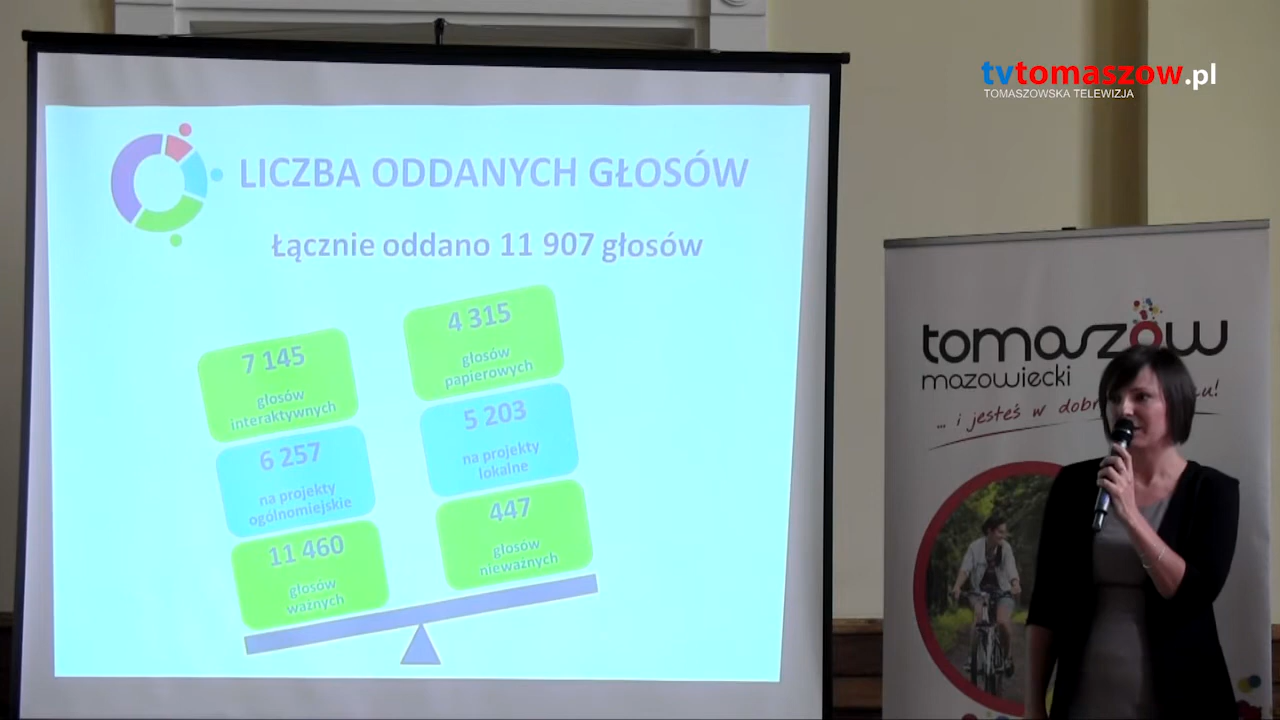 tvtomaszow.pl
TOMASZOWSKA TELEWIZJA
LICZBA ODDANYCH GŁOSÓW
Łącznie oddano 11 907 głosów
7 145
głosów
interaktywnych
4 315
głosów
papierowych
6 257
na projekty
ogólnomiejskie
5 203
na projekty
lokalne
11 460
głosów
ważnych
447
głosów
nieważnych
tomaszów
mazowiecki
... i jesteś w